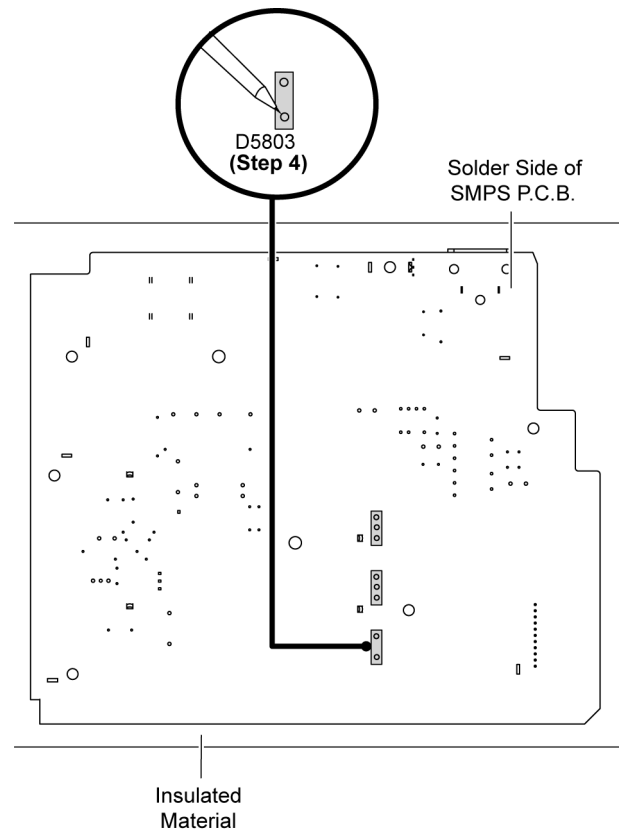 D5803
(Step 4)
Solder Side of
SMPS P.C.B.
Insulated
Material